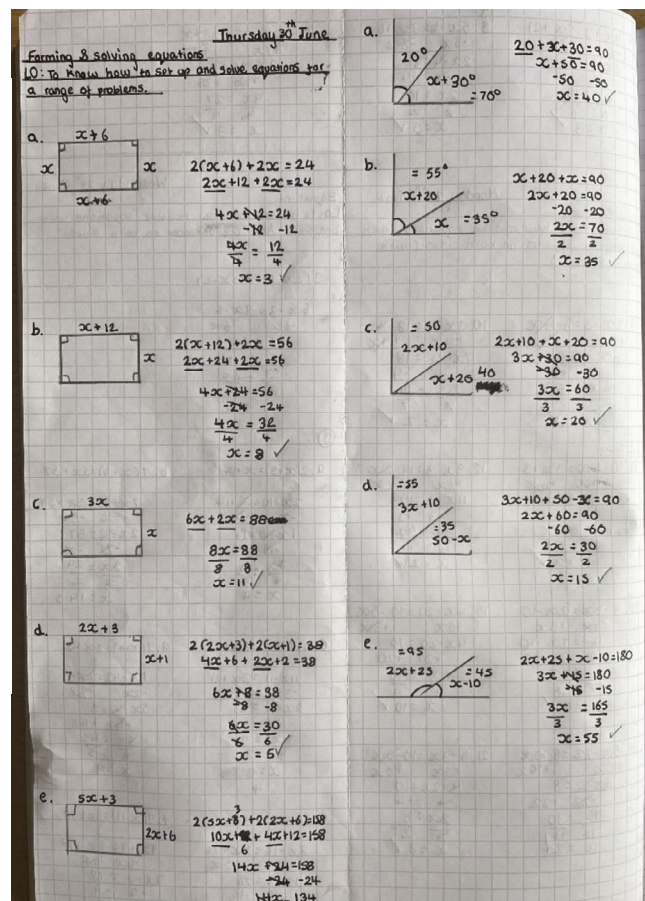 Thursday 30th June
Forming & solving equations
LO: To know how to set up and solve equations for
a range of problems.
a.
x+6
x
x
x+6
2(x+6) + 2x = 24
2x+12 + 2x = 24
4x+12=24
-12 -12
4x = 12
4 4
x=3 ✓
b.
x+12
x
2(x+12) + 2x = 56
2x+24 + 2x = 56
4x+24=56
-24 -24
4x = 32
4 4
x = 8 ✓
c.
3x
x
6x + 2x = 88
8x = 88
8 8
x = 11 ✓
d.
2x+3
x+1
2(2x+3)+2(x+1)=38
4x+6 + 2x+2=38
6x+8=38
-8 -8
6x = 30
6 6
x = 5 ✓
e.
5x+3
2x+6
3
2(5x+8)+2(2x+6)=158
10x + 4x+12=158
6
14x +24=158
-24 -24
14x 134
a.
20°
x+30°
=70°
20+x+30=90
x+50=90
-50 -50
x=40 ✓
b.
= 55°
x+20
x =35°
x+20+x=90
2x+20=90
-20 -20
2x = 70
2 2
x = 35 ✓
c.
= 50
2x+10
x+20 40
2x+10+x+20=90
3x+30=90
-30 -30
3x = 60
3 3
x = 20 ✓
d.
=55
3x+10
=35
50-x
3x+10+50-x=90
2x+60=90
-60 -60
2x = 30
2 2
x = 15 ✓
e.
=95
2x+25 =45
x-10
2x+25+x-10=180
3x+15=180
-15 -15
3x = 165
3 3
x = 55 ✓